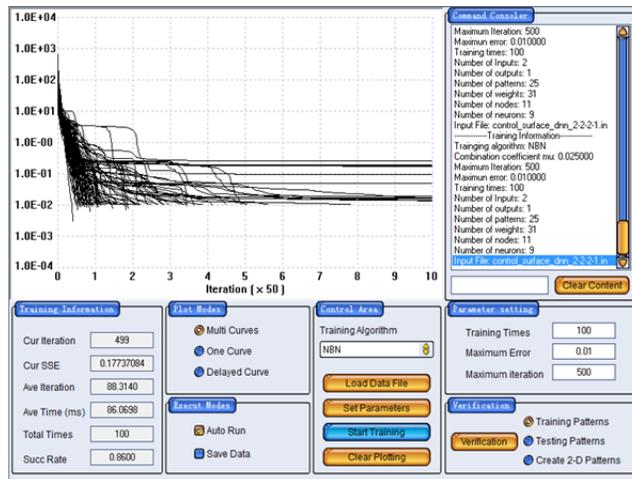 1.0E+04
1.0E+03
1.0E+02
1.0E+01
1.0E-00
1.0E-01
1.0E-02
1.0E-03
1.0E-04
0 1 2 3 4 5 6 7 8 9 10
Iteration ( × 50 )
Command Consoler
Maximum Iteration: 500
Maximun error: 0.010000
Training times: 100
Number of Inputs: 2
Number of outputs: 1
Number of patterns: 25
Number of weights: 31
Number of nodes: 11
Number of neurons: 9
Input File: control_surface_dnn_2-2-2-1.in
--------------Training Information--------------
Trainging algorithm: NBN
Combination coefficient mu: 0.025000
Maximum Iteration: 500
Maximun error: 0.010000
Training times: 100
Number of Inputs: 2
Number of outputs: 1
Number of patterns: 25
Number of weights: 31
Number of nodes: 11
Number of neurons: 9
Input File: control_surface_dnn_2-2-2-1.in
Clear Content
Training Information
Cur Iteration 499
Cur SSE 0.17737084
Ave Iteration 88.3140
Ave Time (ms) 86.0698
Total Times 100
Succ Rate 0.8600
Plot Modes
Multi Curves
One Curve
Delayed Curve
Execut Modes
Auto Run
Save Data
Control Area
Training Algorithm
NBN
Load Data File
Set Parameters
Start Training
Clear Plotting
Parameter setting
Training Times 100
Maximum Error 0.01
Maximum iteration 500
Verification
Verification
Training Patterns
Testing Patterns
Create 2-D Patterns